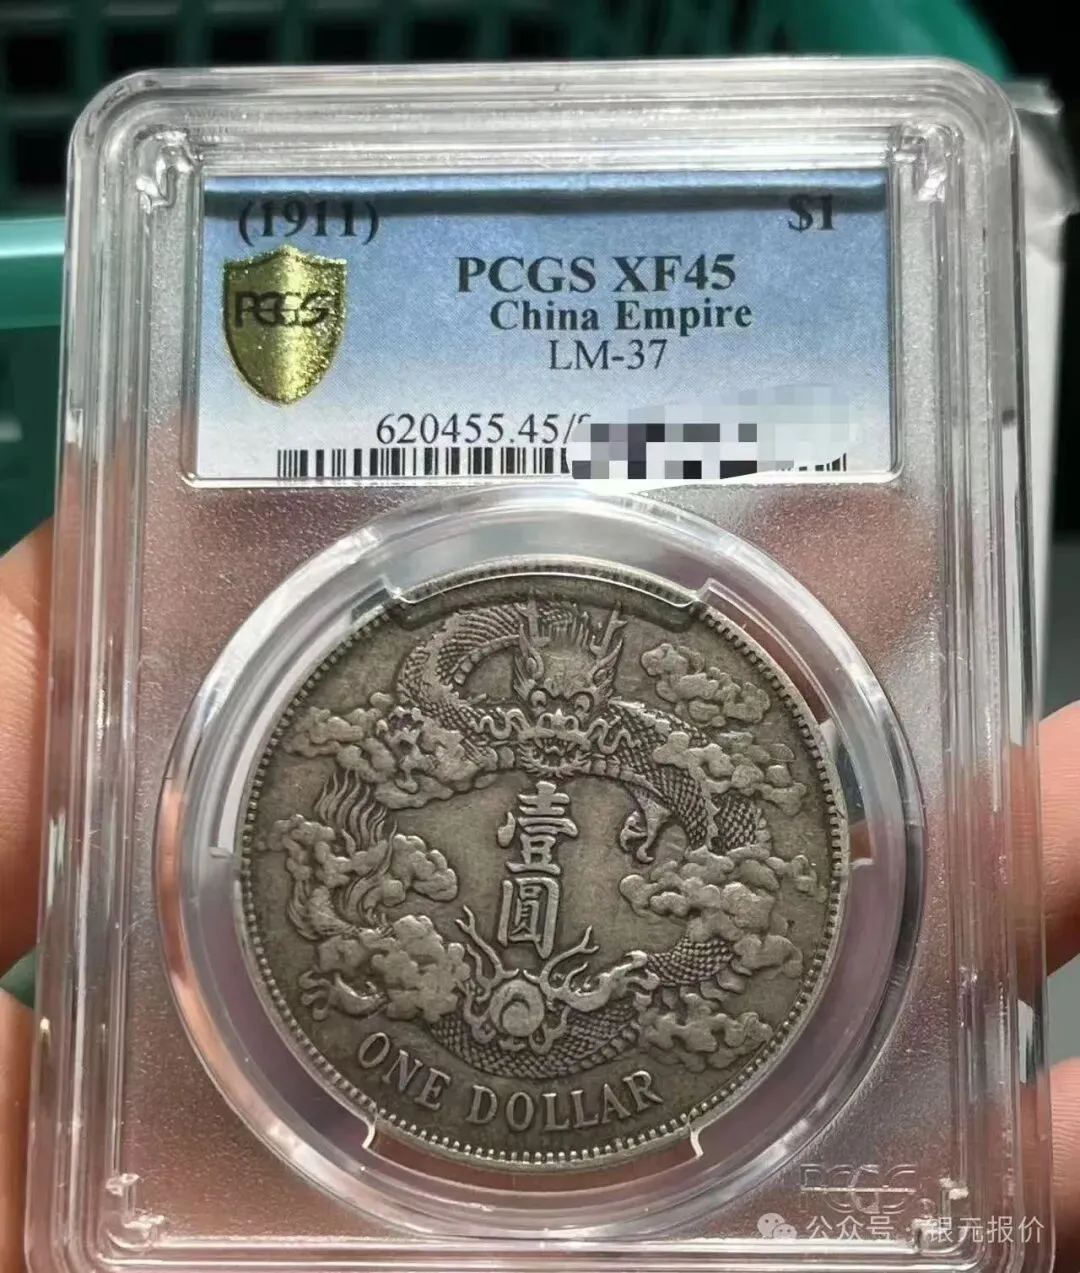 (1911) $1
PCGS
PCGS XF45
China Empire
LM-37
620455.45/
壹圓
ONE DOLLAR
PCGS
公众号 · 银元报价